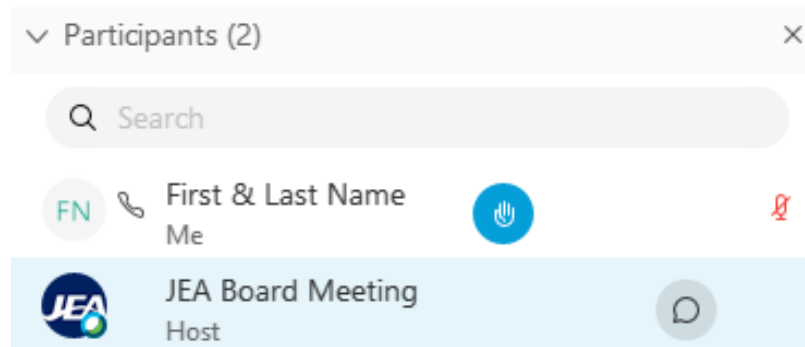 Participants (2)
Search
FN
First & Last Name
Me
JEA
JEA Board Meeting
Host